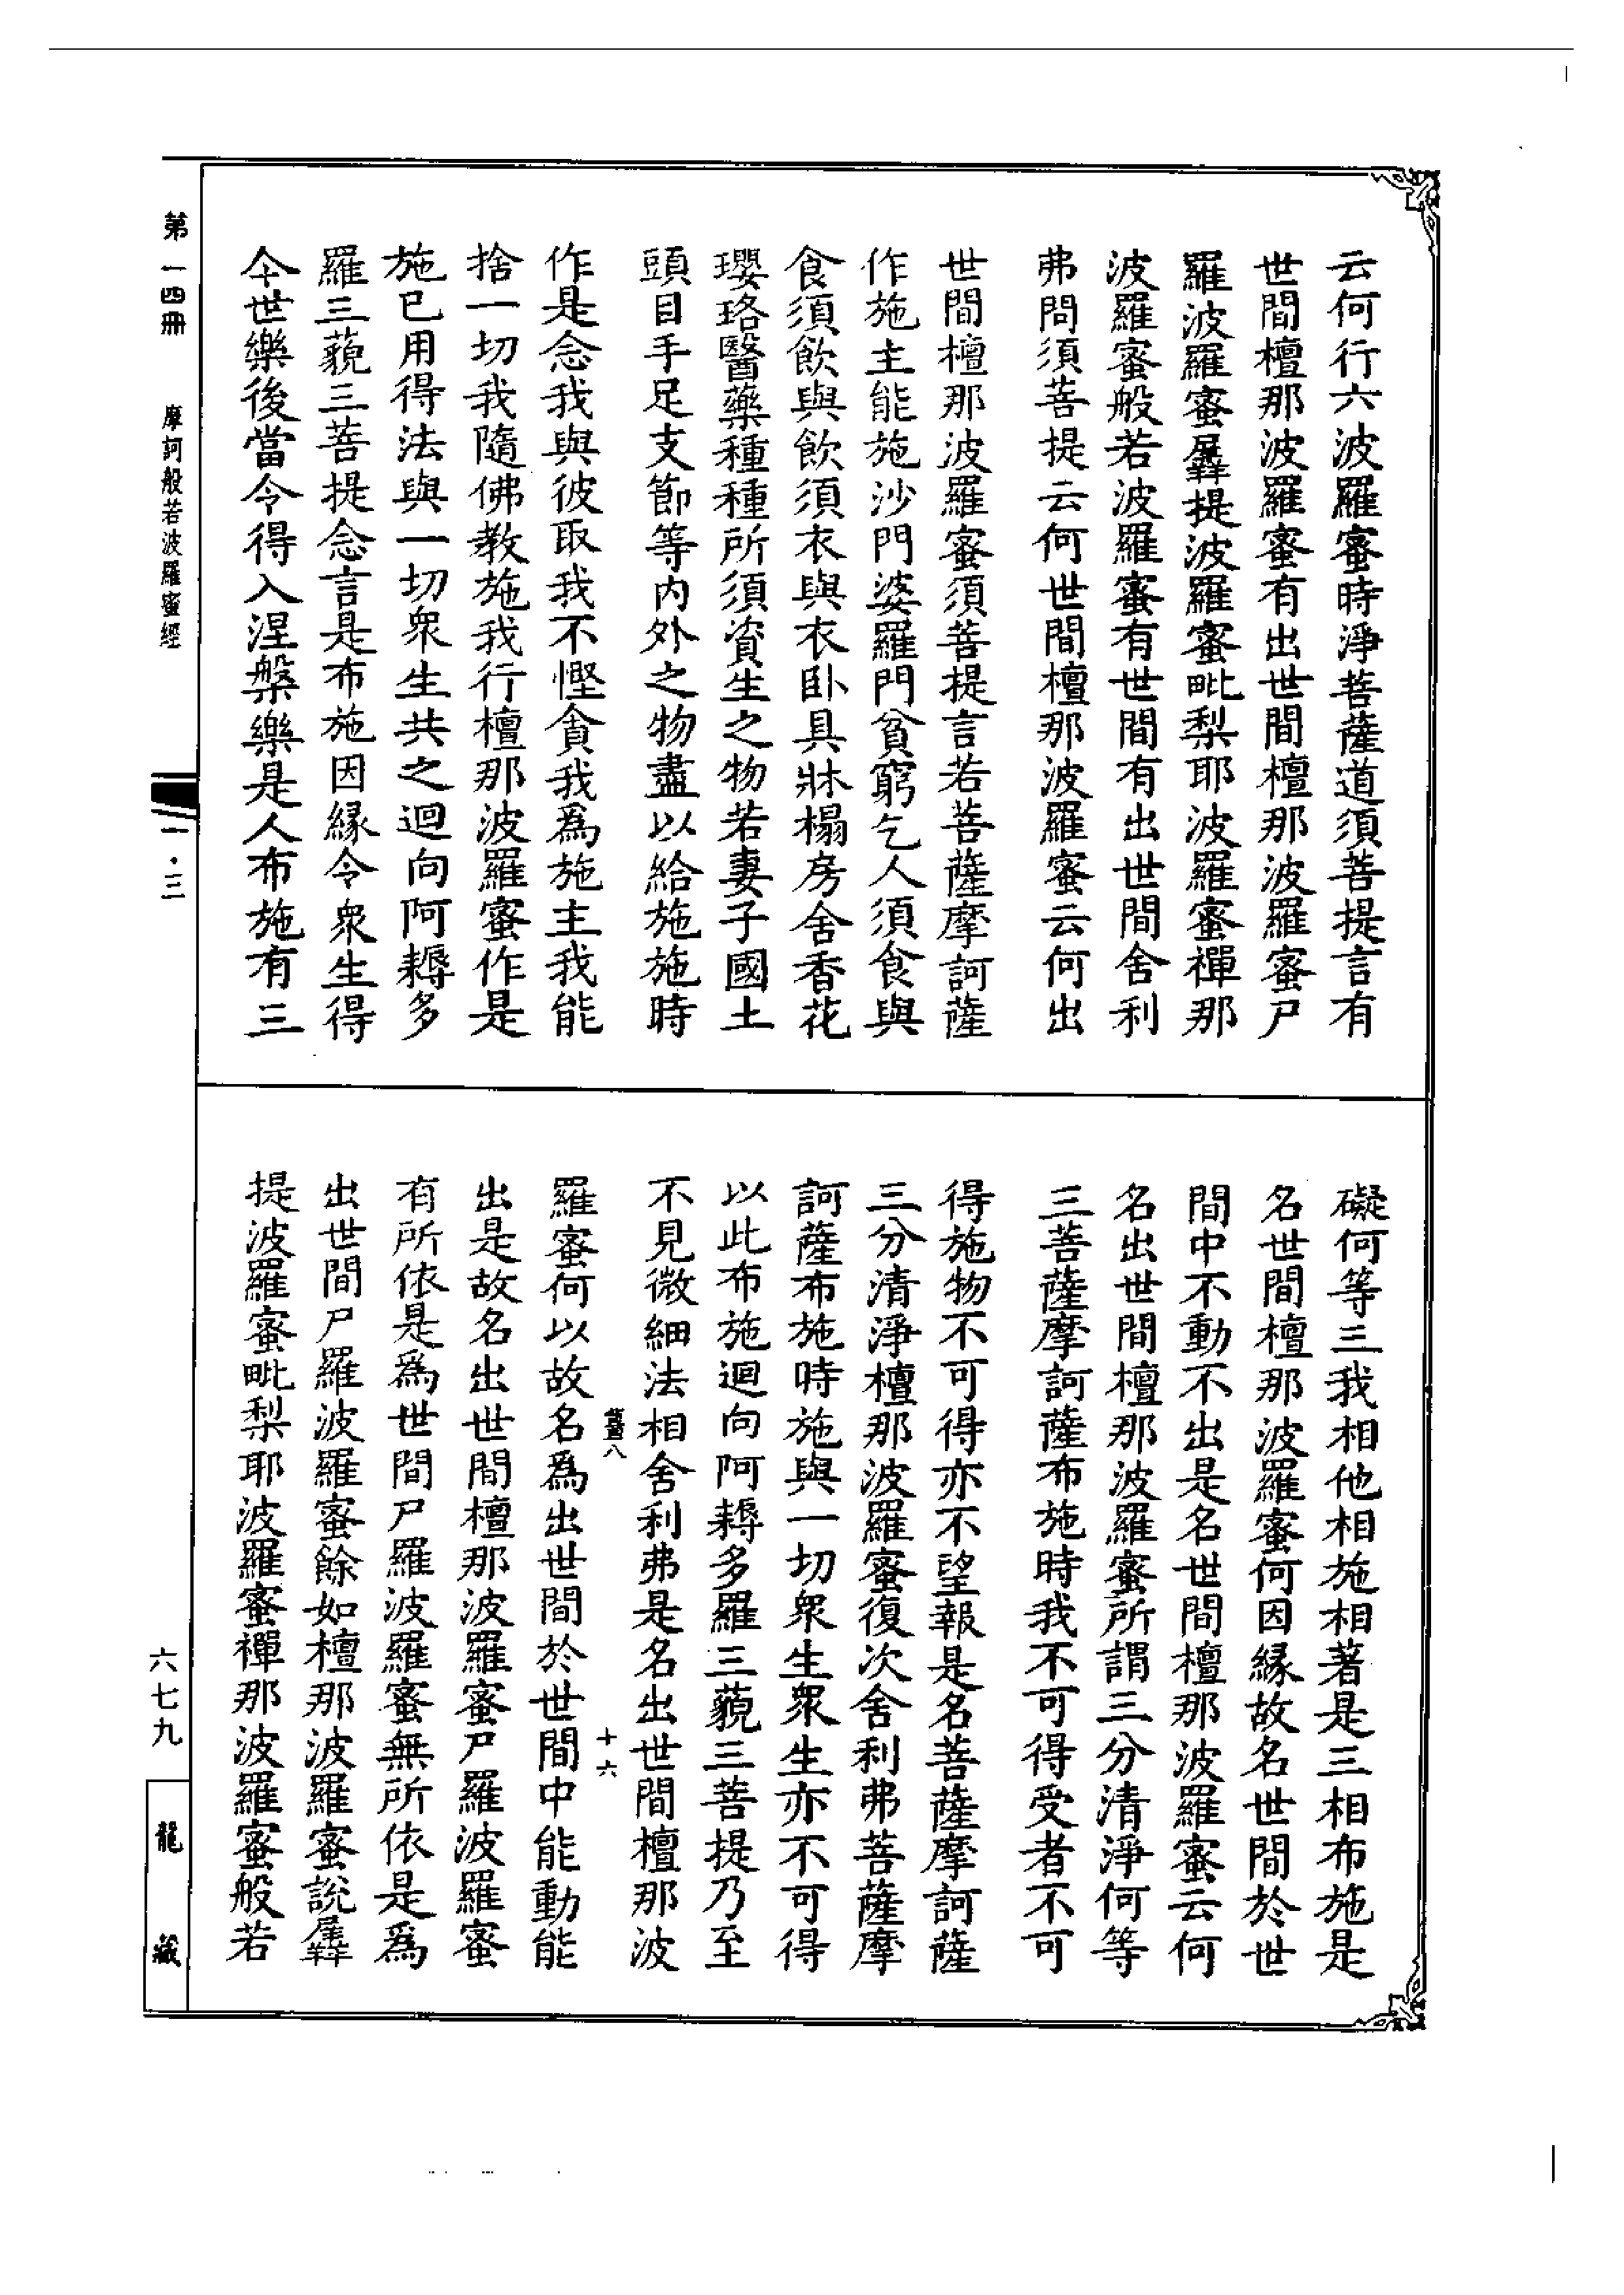 云何行六波羅蜜時淨菩薩道須菩提言有
世間檀那波羅蜜有出世間檀那波羅蜜尸
羅波羅蜜羼提波羅蜜毗梨耶波羅蜜禪那
波羅蜜般若波羅蜜有世間有出世間舍利
弗問須菩提云何世間檀那波羅蜜云何出
世間檀那波羅蜜須菩提言若菩薩摩訶薩
作施主能施沙門婆羅門貧窮乞人須食與
食須飲與飲須衣與衣卧具牀榻房舍香花
瓔珞醫藥種種所須資生之物若妻子國土
頭目手足支節等内外之物盡以給施施時
作是念我與彼取我不慳貪我爲施主我能
捨一切我隨佛教施我行檀那波羅蜜作是
施已用得法與一切衆生共之迴向阿耨多
羅三藐三菩提念言是布施因緣令衆生得
今世樂後當令得入涅槃樂是人布施有三
礙何等三我相他相施相著是三相布施是
名世間檀那波羅蜜何因緣故名世間於世
間中不動不出是名世間檀那波羅蜜云何
名出世間檀那波羅蜜所謂三分清淨何等
三菩薩摩訶薩布施時我不可得受者不可
得施物不可得亦不望報是名菩薩摩訶薩
三分清淨檀那波羅蜜復次舍利弗菩薩摩
訶薩布施時施與一切衆生衆生亦不可得
以此布施迴向阿耨多羅三藐三菩提乃至
不見微細法相舍利弗是名出世間檀那波
八 十六
羅蜜何以故名爲出世間於世間中能動能
出是故名出世間檀那波羅蜜尸羅波羅蜜
有所依是爲世間尸羅波羅蜜無所依是爲
出世間尸羅波羅蜜餘如檀那波羅蜜說羼
提波羅蜜毗梨耶波羅蜜禪那波羅蜜般若
第一四冊 摩訶般若波羅蜜經 一·三
六七九
龍藏